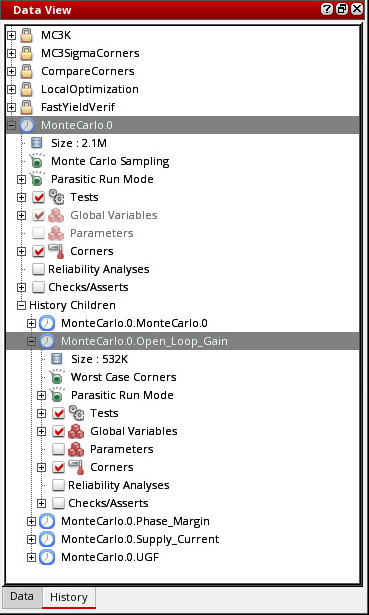 Data View
MC3K
MC3SigmaCorners
CompareCorners
LocalOptimization
FastYieldVerif
MonteCarlo.0
Size : 2.1M
Monte Carlo Sampling
Parasitic Run Mode
Tests
Global Variables
Parameters
Corners
Reliability Analyses
Checks/Asserts
History Children
MonteCarlo.0.MonteCarlo.0
MonteCarlo.0.Open_Loop_Gain
Size : 532K
Worst Case Corners
Parasitic Run Mode
Tests
Global Variables
Parameters
Corners
Reliability Analyses
Checks/Asserts
MonteCarlo.0.Phase_Margin
MonteCarlo.0.Supply_Current
MonteCarlo.0.UGF
Data History